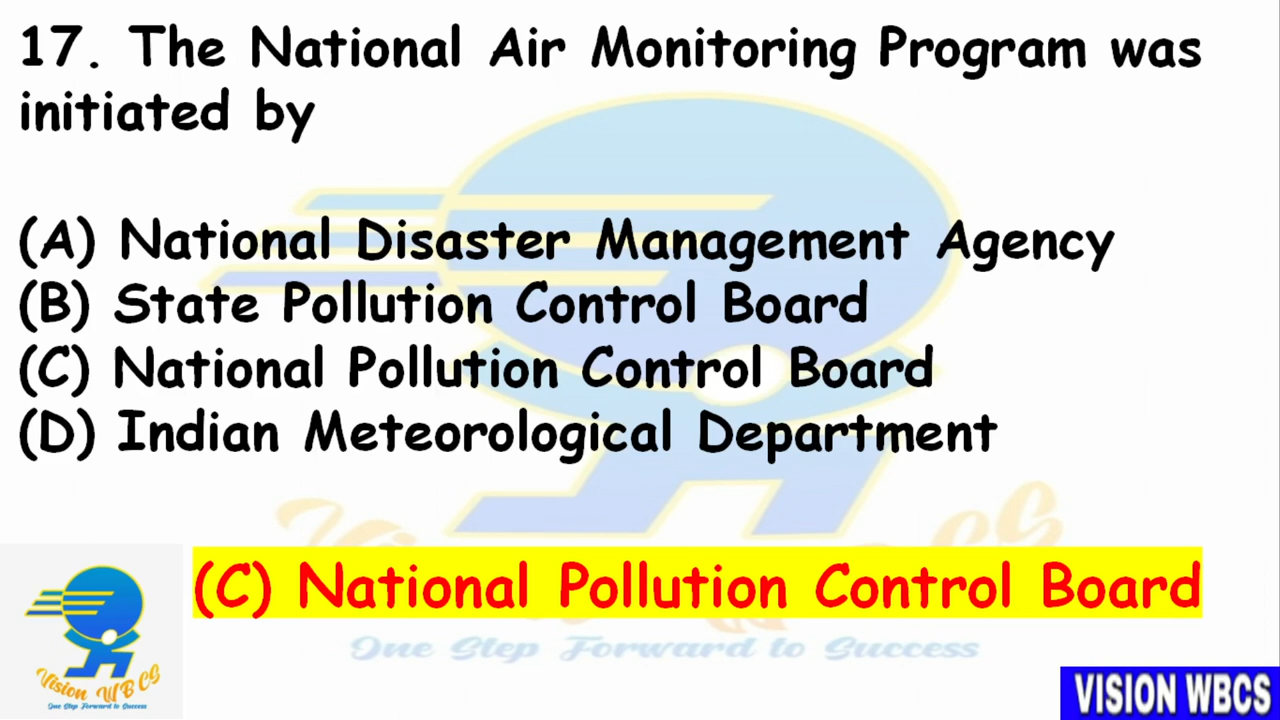 17. The National Air Monitoring Program was
initiated by
(A) National Disaster Management Agency
(B) State Pollution Control Board
(C) National Pollution Control Board
(D) Indian Meteorological Department
(C) National Pollution Control Board
One Step Forward to Success
Vision WBCS
One Step Forward to Success
VISION WBCS